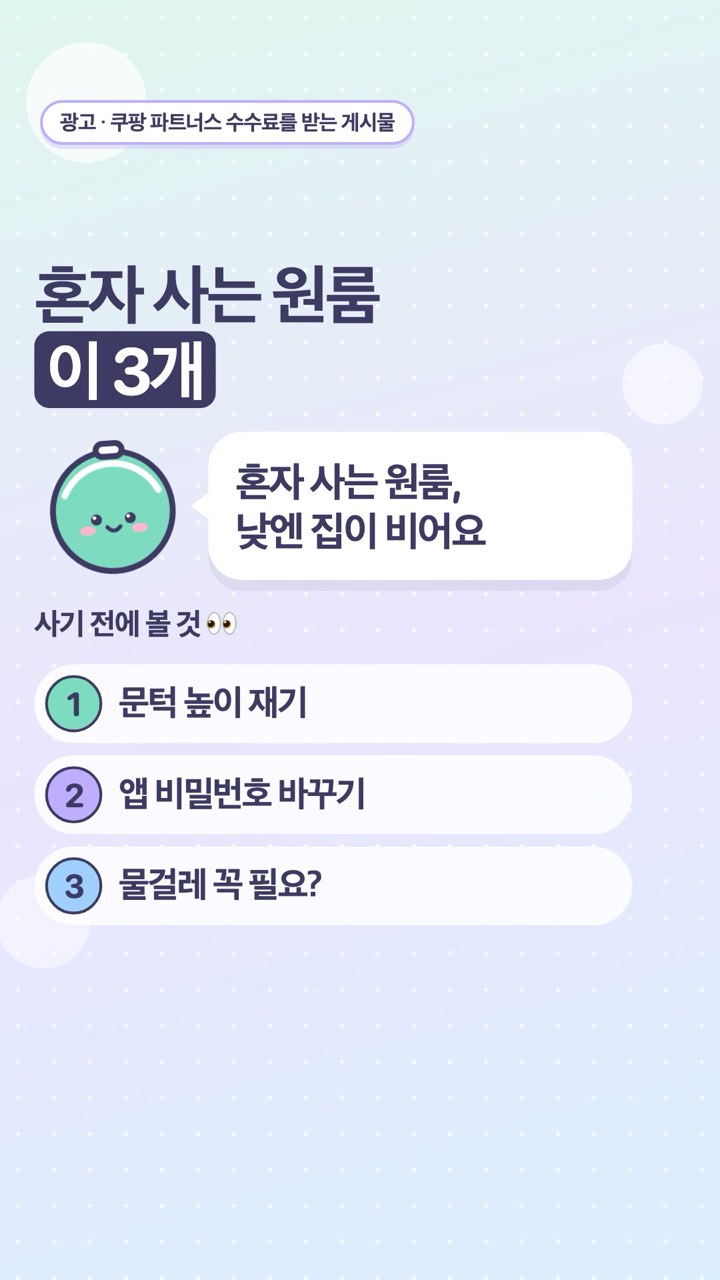 광고 · 쿠팡 파트너스 수수료를 받는 게시물
혼자 사는 원룸
이 3개
혼자 사는 원룸,
낮엔 집이 비어요
사기 전에 볼 것 👀
1 문턱 높이 재기
2 앱 비밀번호 바꾸기
3 물걸레 꼭 필요?